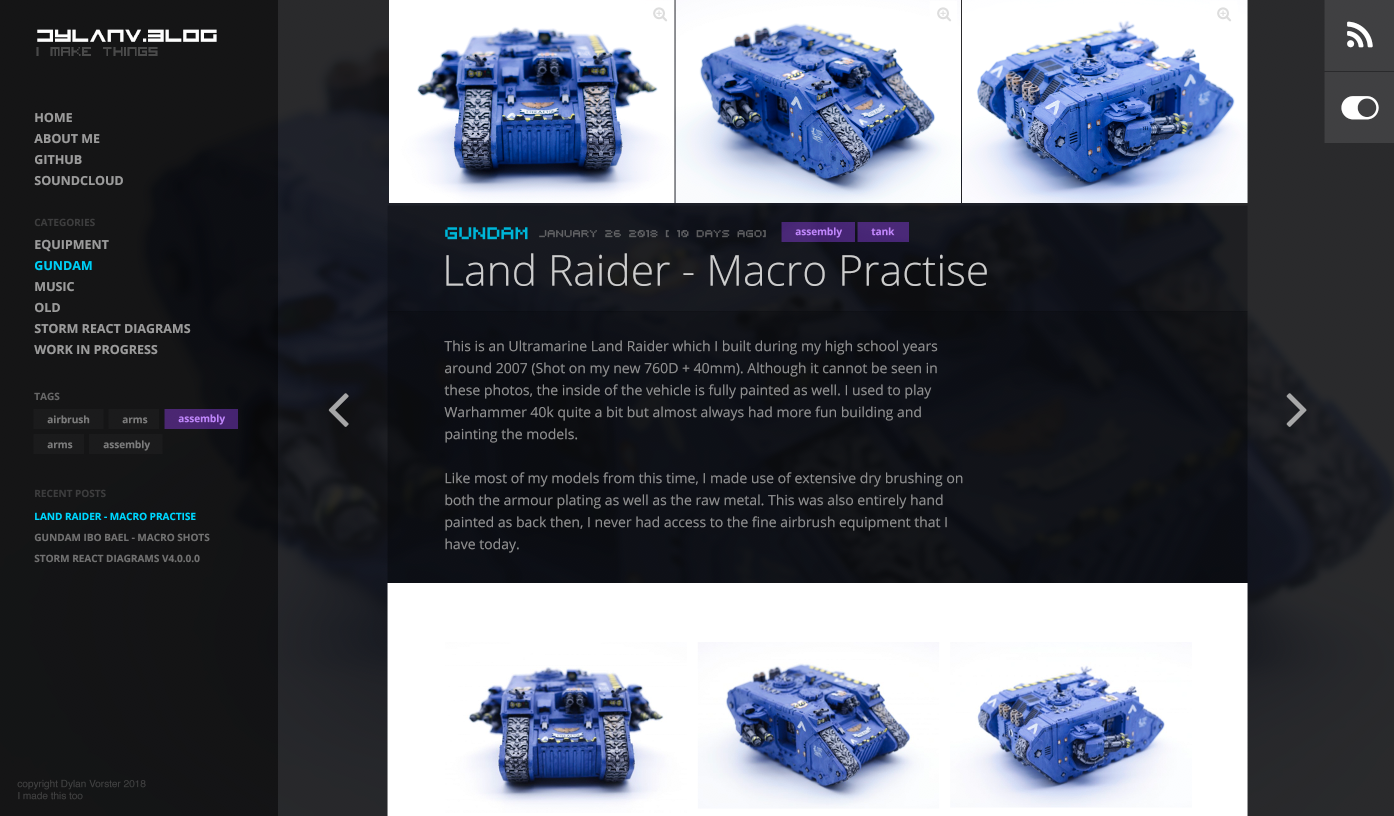 DYLANV.BLOG
I MAKE THINGS
HOME
ABOUT ME
GITHUB
SOUNDCLOUD
CATEGORIES
EQUIPMENT
GUNDAM
MUSIC
OLD
STORM REACT DIAGRAMS
WORK IN PROGRESS
TAGS
airbrush arms assembly
arms assembly
RECENT POSTS
LAND RAIDER - MACRO PRACTISE
GUNDAM IBO BAEL - MACRO SHOTS
STORM REACT DIAGRAMS V4.0.0.0
copyright Dylan Vorster 2018
I made this too
GUNDAM JANUARY 26 2018 [ 10 DAYS AGO] assembly tank
Land Raider - Macro Practise
This is an Ultramarine Land Raider which I built during my high school years
around 2007 (Shot on my new 760D + 40mm). Although it cannot be seen in
these photos, the inside of the vehicle is fully painted as well. I used to play
Warhammer 40k quite a bit but almost always had more fun building and
painting the models.
Like most of my models from this time, I made use of extensive dry brushing on
both the armour plating as well as the raw metal. This was also entirely hand
painted as back then, I never had access to the fine airbrush equipment that I
have today.